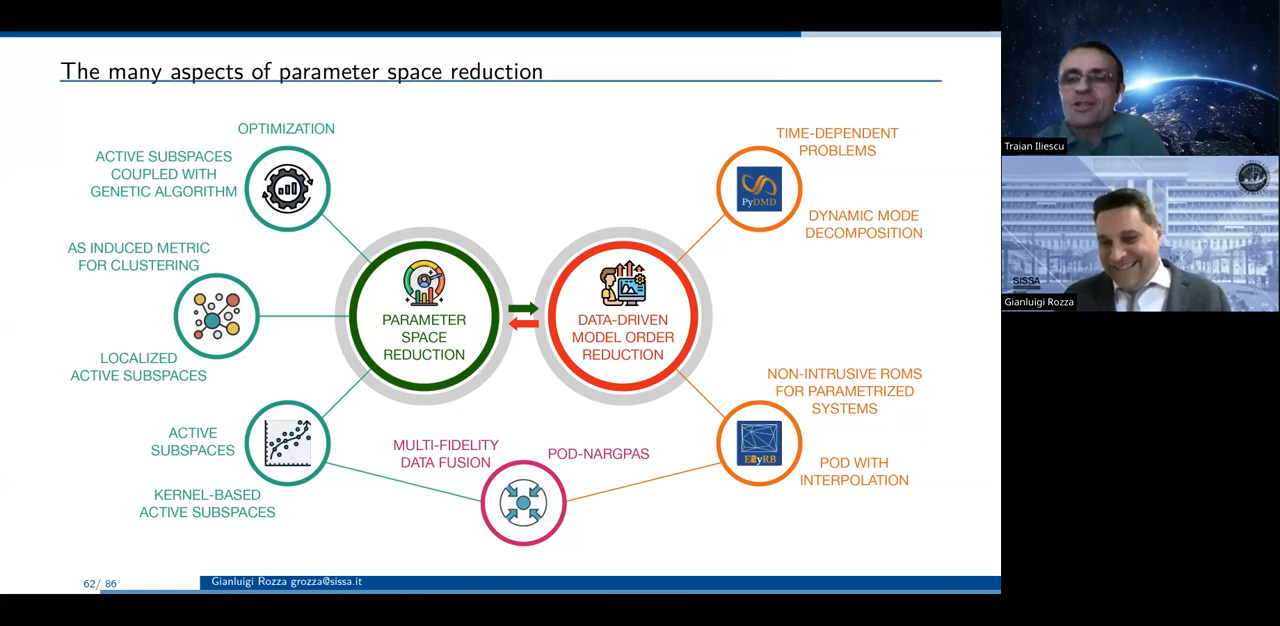 The many aspects of parameter space reduction
OPTIMIZATION
ACTIVE SUBSPACES
COUPLED WITH
GENETIC ALGORITHM
AS INDUCED METRIC
FOR CLUSTERING
LOCALIZED
ACTIVE SUBSPACES
ACTIVE
SUBSPACES
KERNEL-BASED
ACTIVE SUBSPACES
PARAMETER
SPACE
REDUCTION
DATA-DRIVEN
MODEL ORDER
REDUCTION
MULTI-FIDELITY
DATA FUSION
POD-NARGPAS
TIME-DEPENDENT
PROBLEMS
PyDMD
DYNAMIC MODE
DECOMPOSITION
NON-INTRUSIVE ROMS
FOR PARAMETRIZED
SYSTEMS
EZyRB
POD WITH
INTERPOLATION
62/ 86
Gianluigi Rozza grozza@sissa.it
Traian Iliescu
SISSA
Gianluigi Rozza